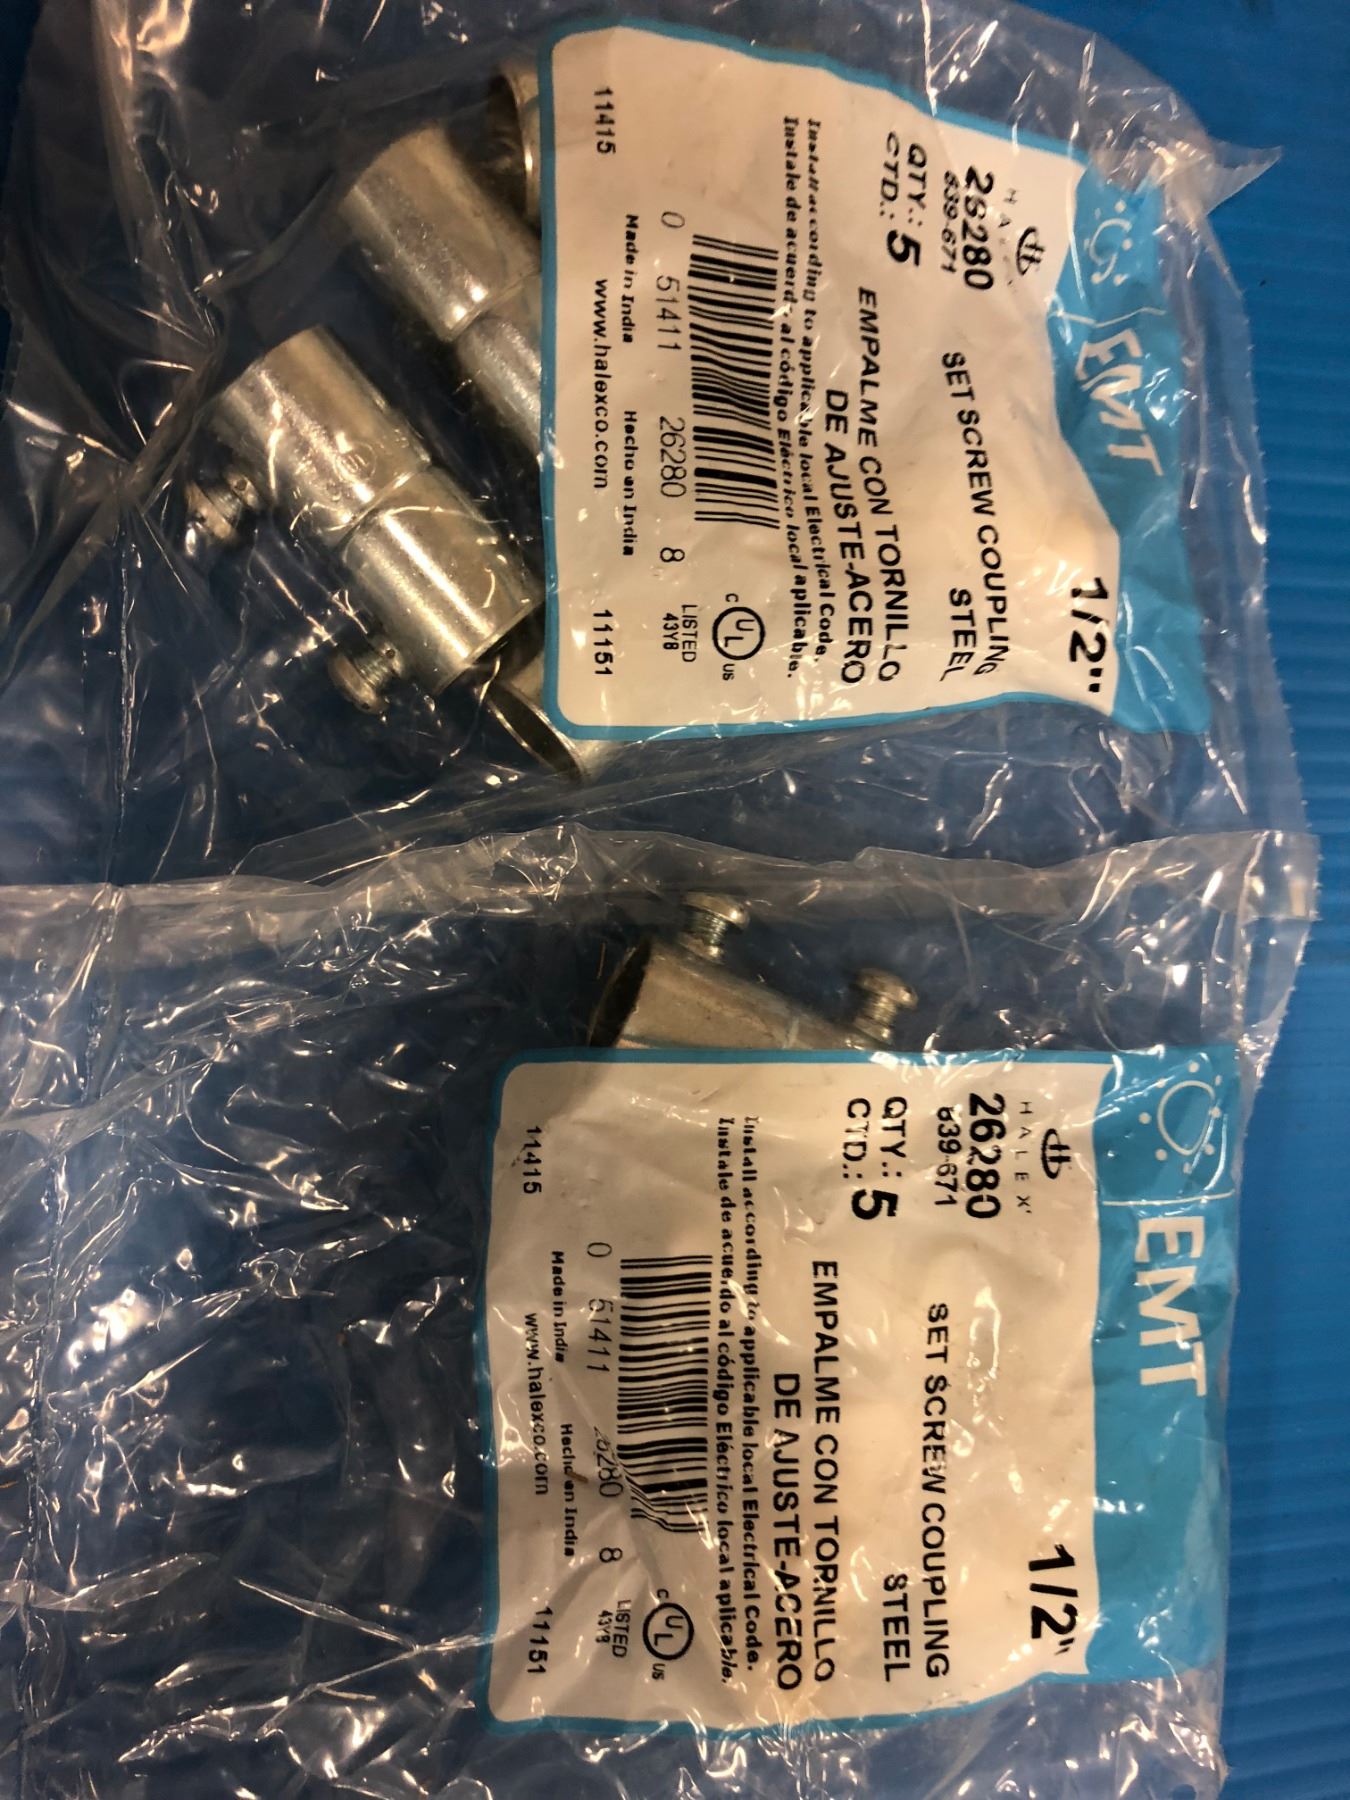 EMT
1/2"
26280
639-671
SET SCREW COUPLING
STEEL
QTY.: 5
CTD.:
EMPALME CON TORNILLO
DE AJUSTE-ACERO
Install according to applicable local Electrical Code.
Instale de acuerdo al código Eléctrico local aplicable.
0 51411 26280 8
C UL US
LISTED
43Y8
Made in India Hecho en India
11415 www.halexco.com 11151
EMT
1/2"
HALEX
26280
639-671
SET SCREW COUPLING
STEEL
QTY.: 5
CTD.:
EMPALME CON TORNILLO
DE AJUSTE-ACERO
Install according to applicable local Electrical Code.
Instale de acuerdo al código Eléctrico local aplicable.
0 51411 26280 8
C UL US
LISTED
43Y8
Made in India Hecho en India
11415 www.halexco.com 11151